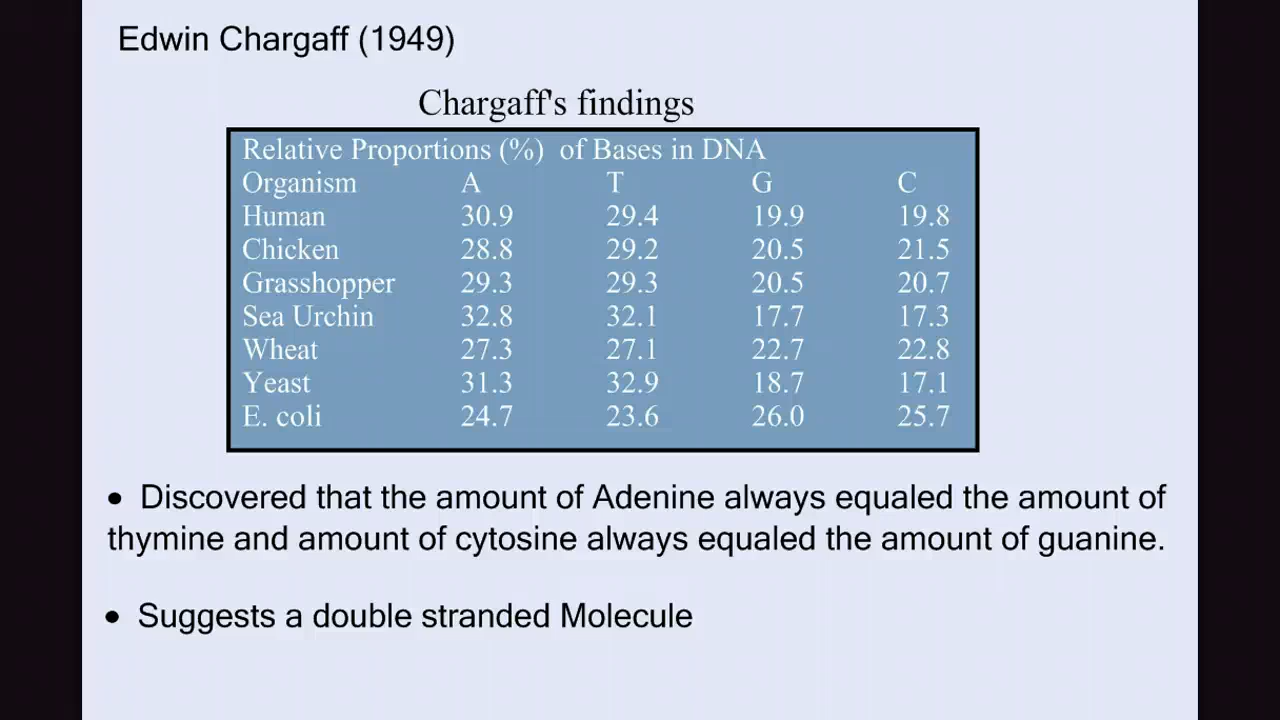 Edwin Chargaff (1949)
Chargaff's findings
Relative Proportions (%) of Bases in DNA
Organism A T G C
Human 30.9 29.4 19.9 19.8
Chicken 28.8 29.2 20.5 21.5
Grasshopper 29.3 29.3 20.5 20.7
Sea Urchin 32.8 32.1 17.7 17.3
Wheat 27.3 27.1 22.7 22.8
Yeast 31.3 32.9 18.7 17.1
E. coli 24.7 23.6 26.0 25.7
• Discovered that the amount of Adenine always equaled the amount of
thymine and amount of cytosine always equaled the amount of guanine.
• Suggests a double stranded Molecule